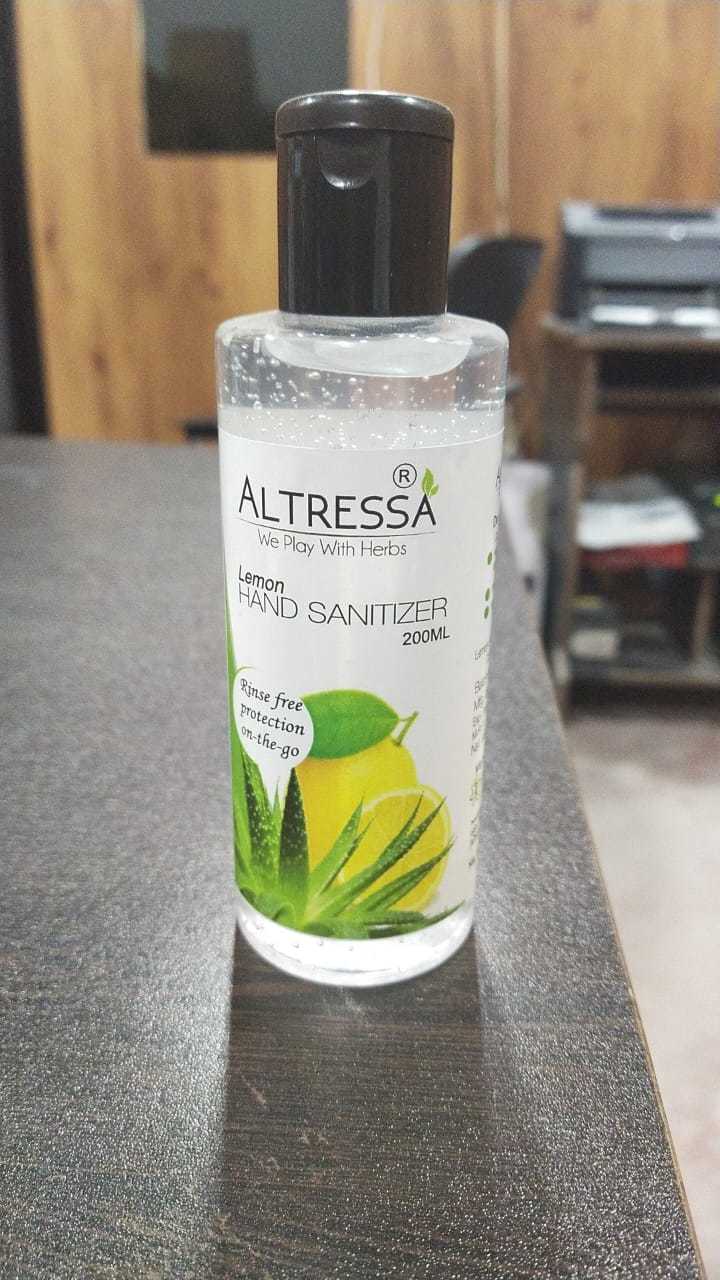 ALTRESSA ®
We Play With Herbs
Lemon
HAND SANITIZER
200ML
Rinse free
protection
on-the-go